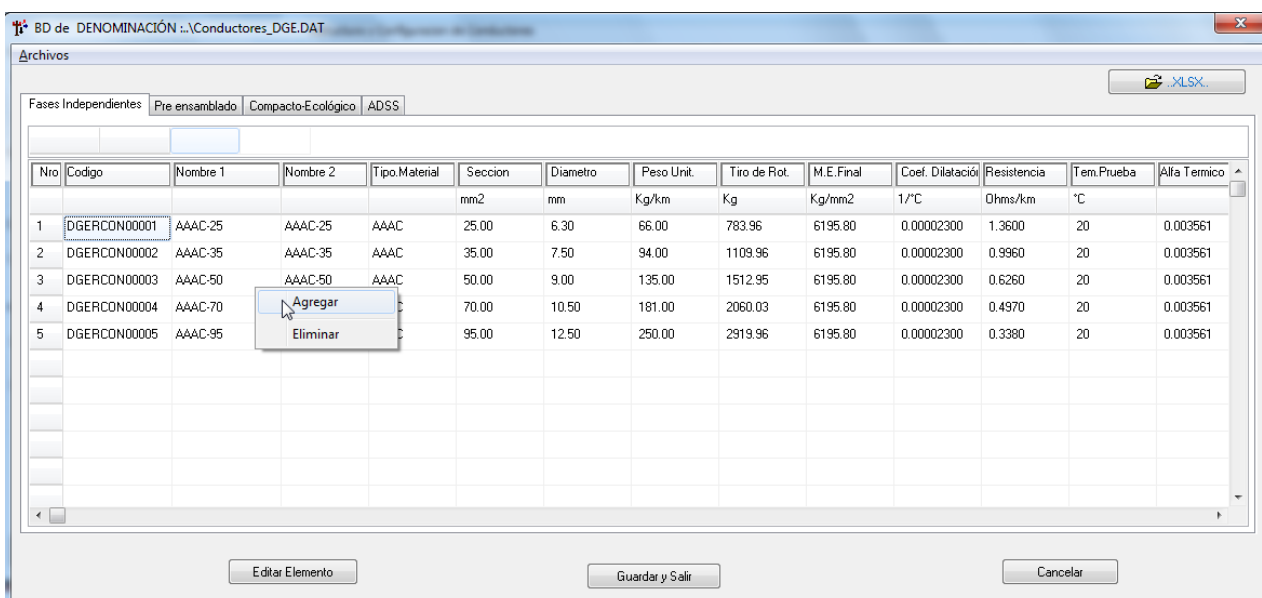 BD de DENOMINACIÓN :..\Conductores_DGE.DAT
Archivos
..XLSX..
Fases Independientes Pre ensamblado Compacto-Ecológico ADSS
Nro Codigo Nombre 1 Nombre 2 Tipo.Material Seccion Diametro Peso Unit. Tiro de Rot. M.E.Final Coef. Dilatación Resistencia Tem.Prueba Alfa Termico
mm2 mm Kg/km Kg Kg/mm2 1/°C Ohms/km °C
1 DGERCON00001 AAAC-25 AAAC-25 AAAC 25.00 6.30 66.00 783.96 6195.80 0.00002300 1.3600 20 0.003561
2 DGERCON00002 AAAC-35 AAAC-35 AAAC 35.00 7.50 94.00 1109.96 6195.80 0.00002300 0.9960 20 0.003561
3 DGERCON00003 AAAC-50 AAAC-50 AAAC 50.00 9.00 135.00 1512.95 6195.80 0.00002300 0.6260 20 0.003561
4 DGERCON00004 AAAC-70 Agregar C 70.00 10.50 181.00 2060.03 6195.80 0.00002300 0.4970 20 0.003561
5 DGERCON00005 AAAC-95 Eliminar C 95.00 12.50 250.00 2919.96 6195.80 0.00002300 0.3380 20 0.003561
Editar Elemento Guardar y Salir Cancelar